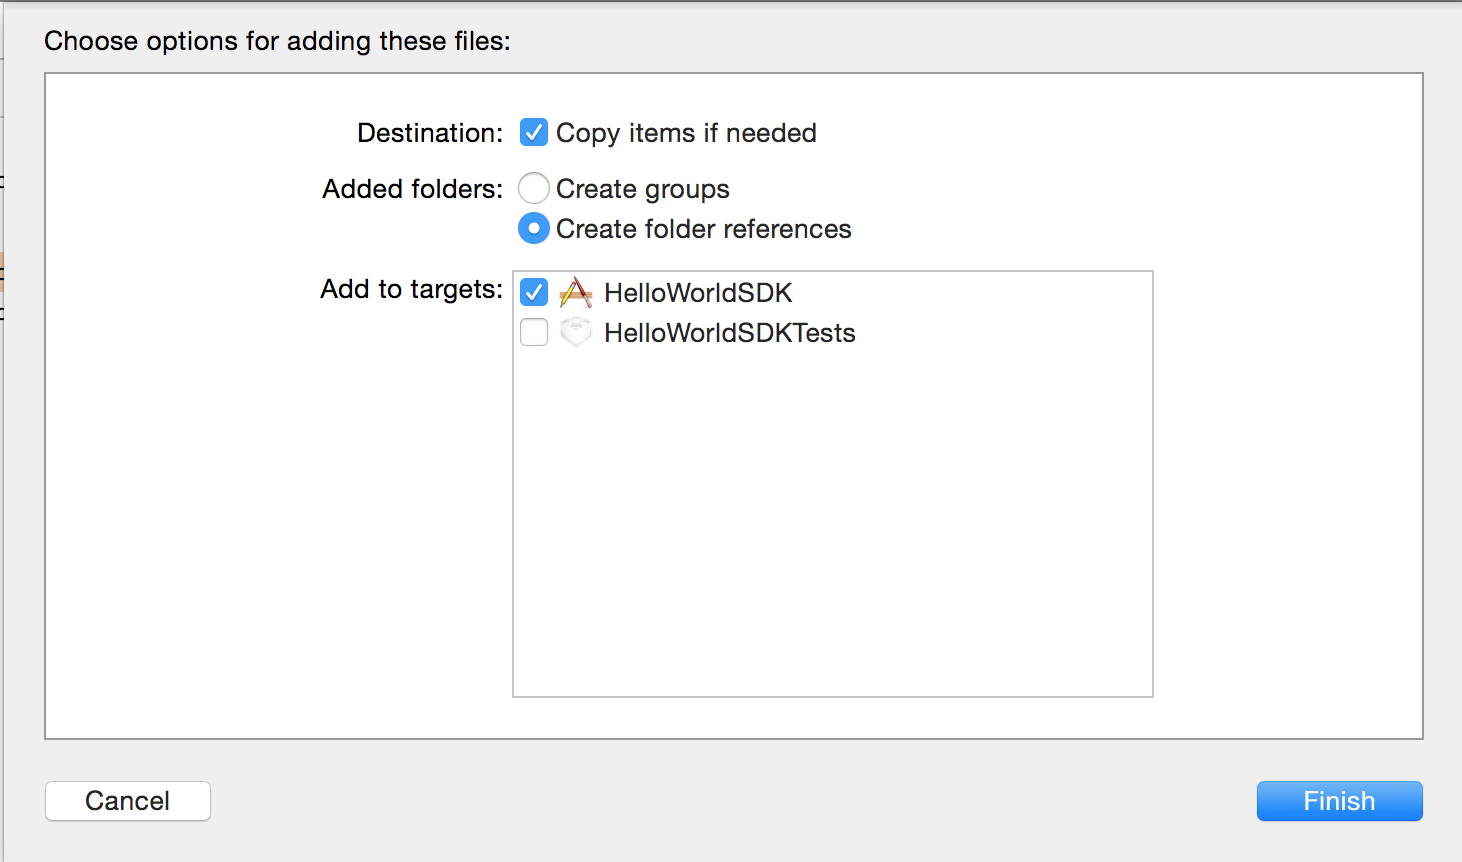 Choose options for adding these files:
Destination: Copy items if needed
Added folders: Create groups
Create folder references
Add to targets: HelloWorldSDK
HelloWorldSDKTests
Cancel Finish